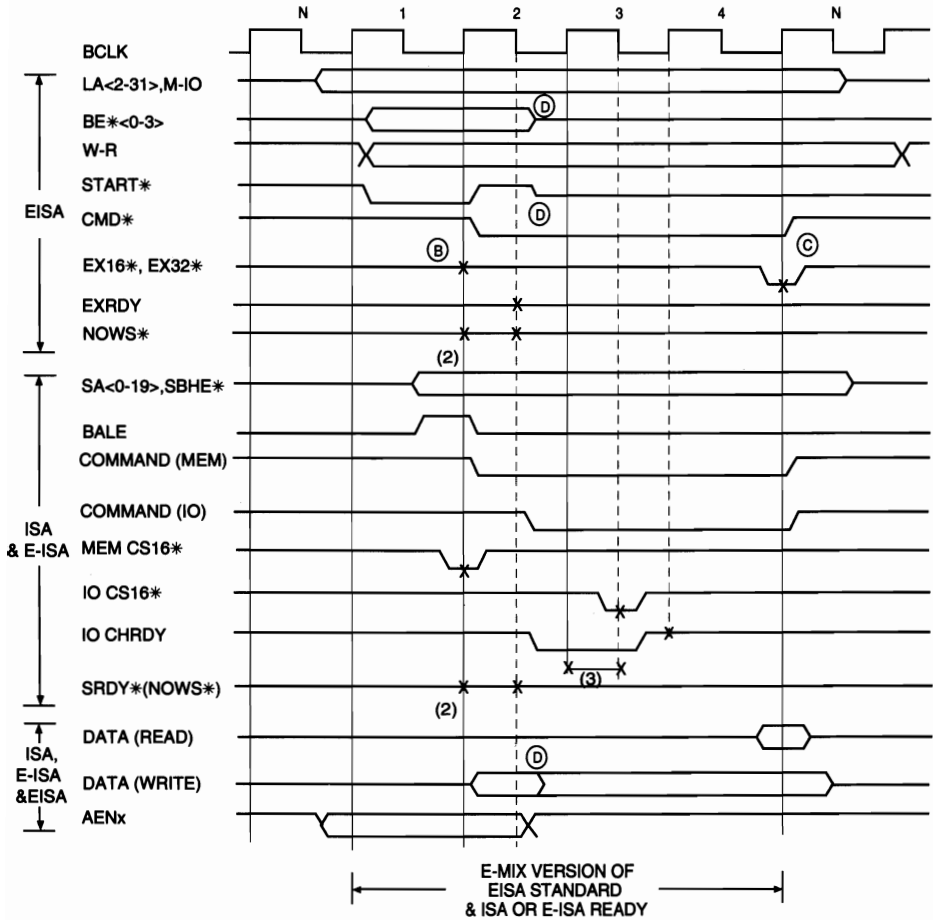 N 1 2 3 4 N
BCLK
LA<2-31>,M-IO
BE*<0-3>
D
W-R
START*
EISA
CMD*
D
B
C
EX16*, EX32*
EXRDY
NOWS*
(2)
SA<0-19>,SBHE*
BALE
COMMAND (MEM)
COMMAND (IO)
ISA
& E-ISA
MEM CS16*
IO CS16*
IO CHRDY
(3)
SRDY*(NOWS*)
(2)
DATA (READ)
ISA,
E-ISA
&EISA
D
DATA (WRITE)
AENx
E-MIX VERSION OF
EISA STANDARD
& ISA OR E-ISA READY